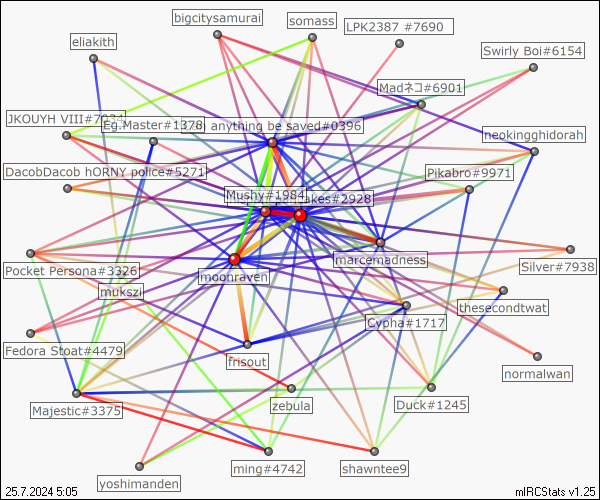 bigcitysamurai
somass
LPK2387 #7690
eliakith
Swirly Boi#6154
Madネコ#6901
JKOUYH VIII#7034
Eg.Master#1378
anything be saved#0396
neokingghidorah
DacobDacob hORNY police#5271
Pikabro#9971
Mushy#1984
akes#2928
moonraven
marcemadness
Pocket Persona#3326
Silver#7938
mukszi
thesecondtwat
Cypha#1717
Fedora Stoat#4479
frisout
normalwan
Majestic#3375
zebula
Duck#1245
yoshimanden
ming#4742
shawntee9
25.7.2024 5:05
mIRCStats v1.25